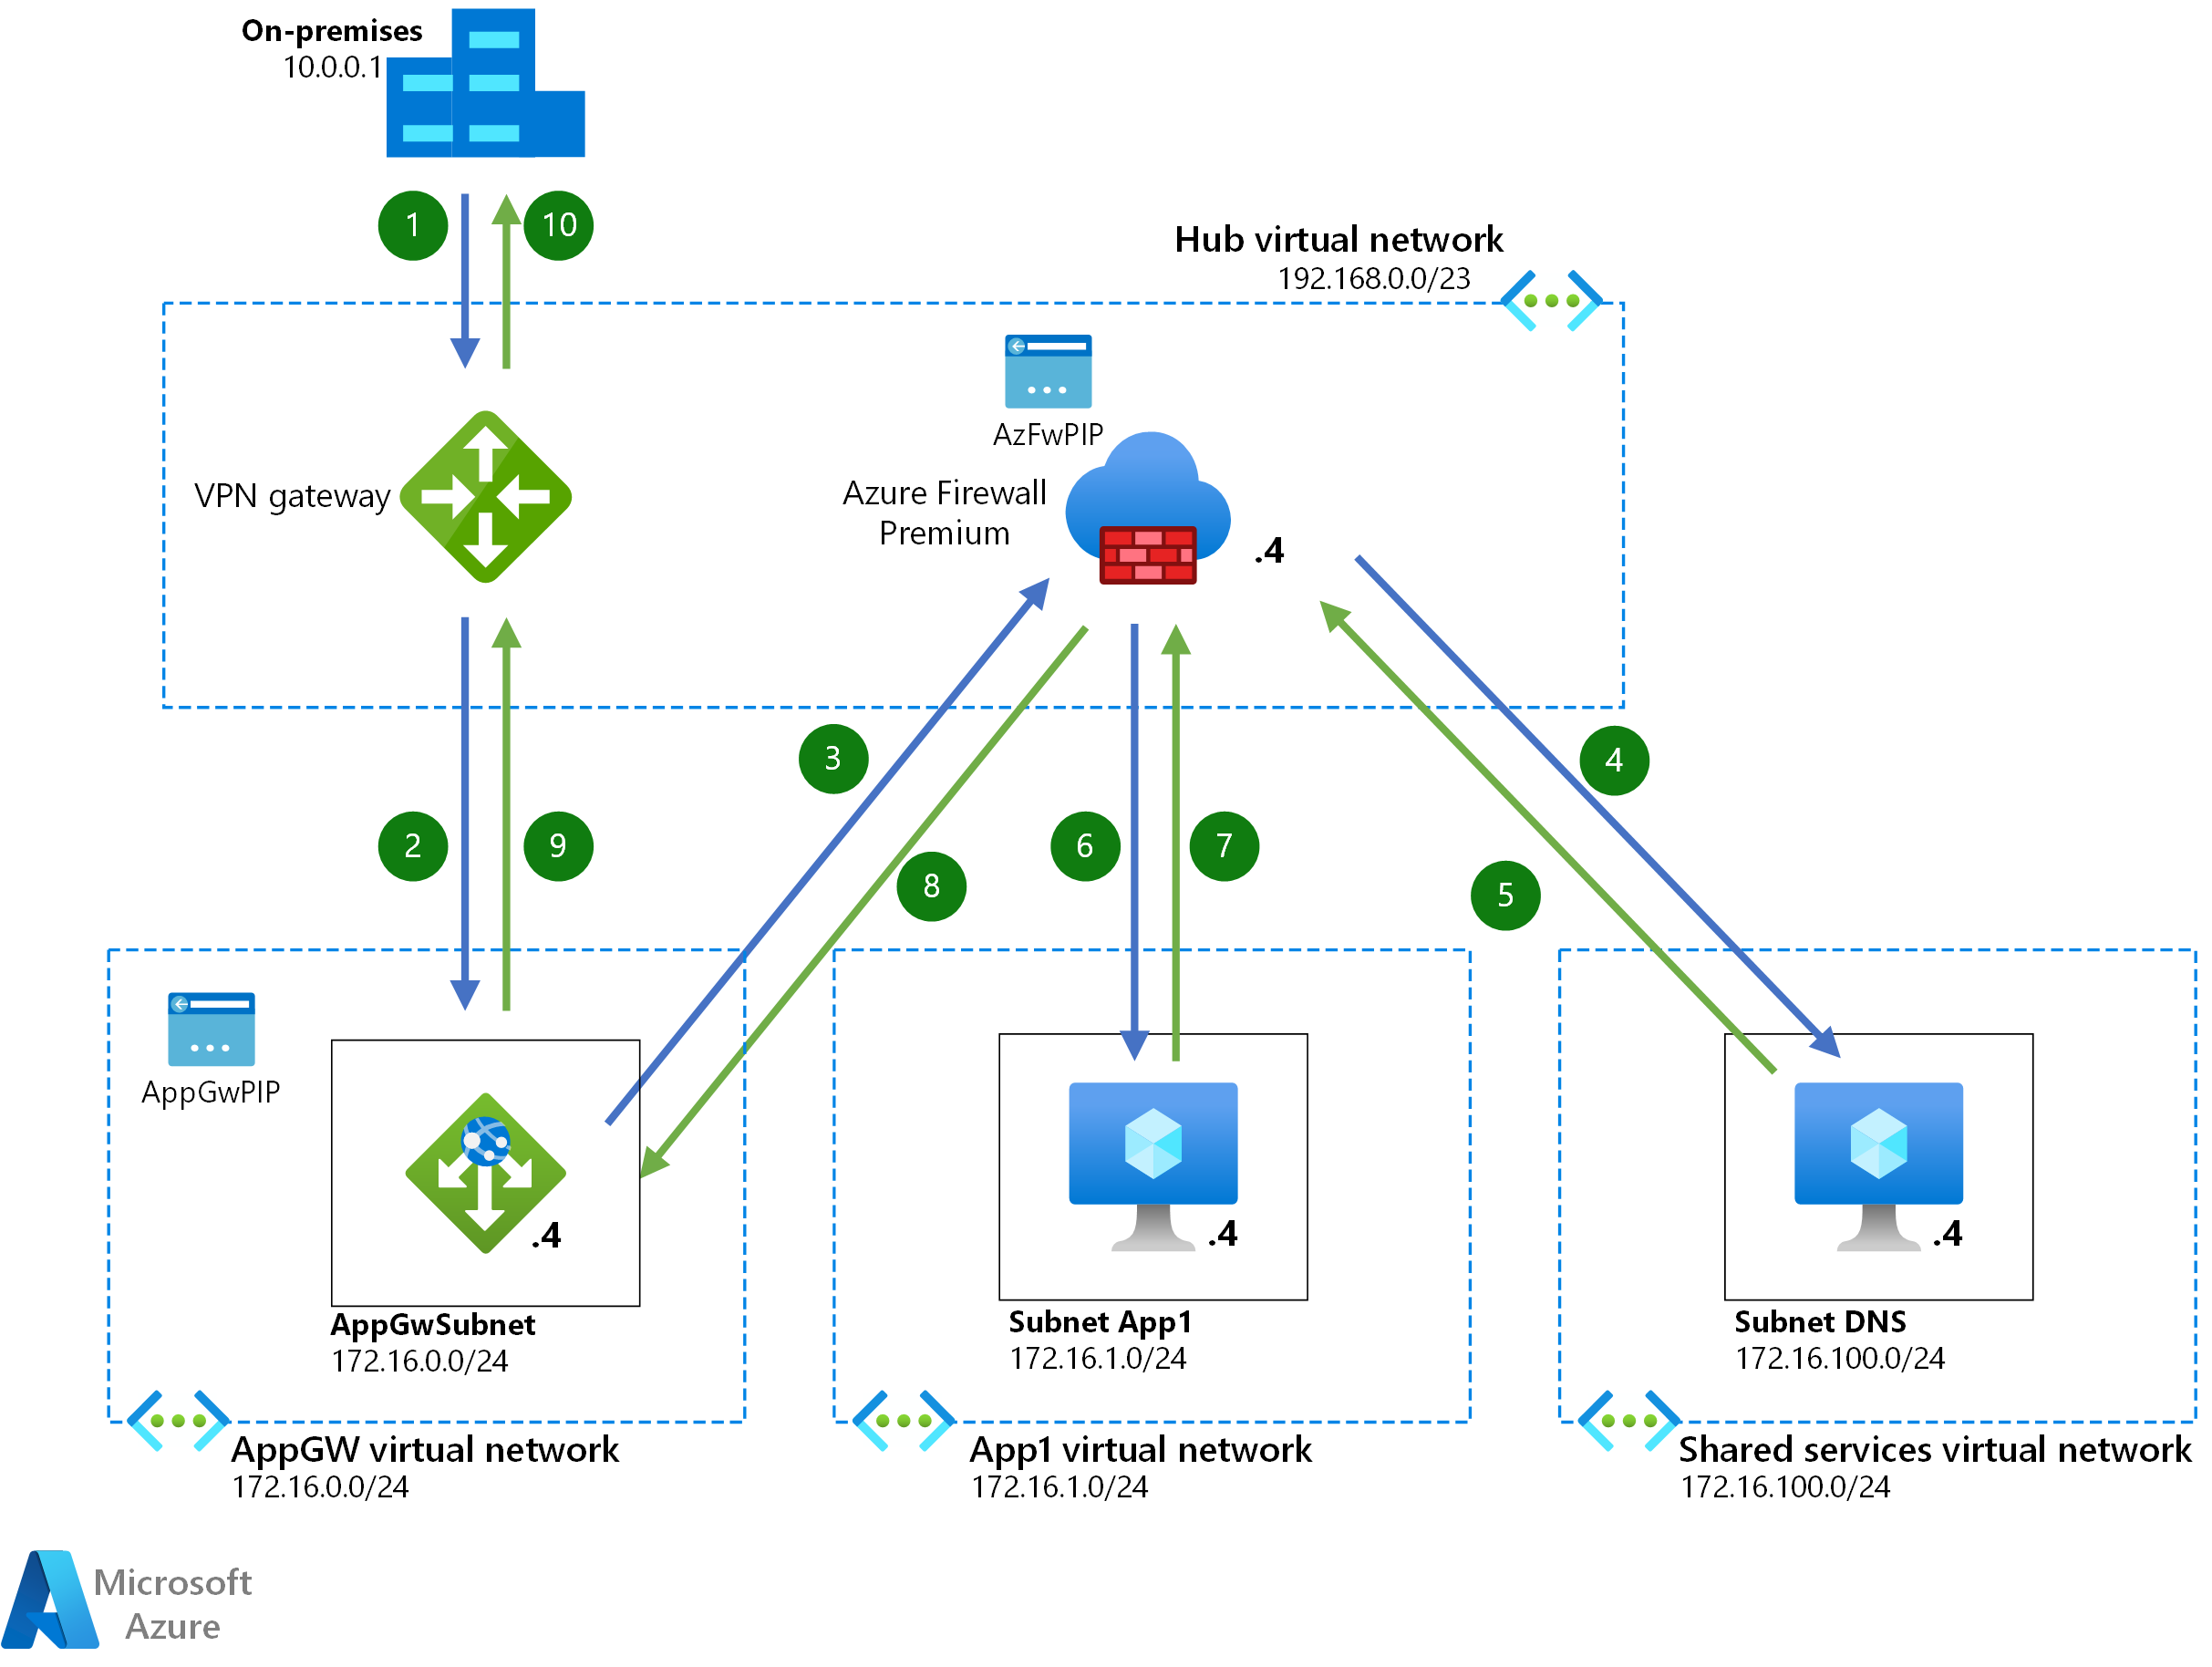 On-premises
10.0.0.1
1
10
Hub virtual network
192.168.0.0/23
AzFwPIP
VPN gateway
Azure Firewall
Premium
.4
3
4
2
9
6
7
8
5
AppGwPIP
.4
.4
.4
AppGwSubnet
172.16.0.0/24
Subnet App1
172.16.1.0/24
Subnet DNS
172.16.100.0/24
AppGW virtual network
172.16.0.0/24
App1 virtual network
172.16.1.0/24
Shared services virtual network
172.16.100.0/24
Microsoft
Azure